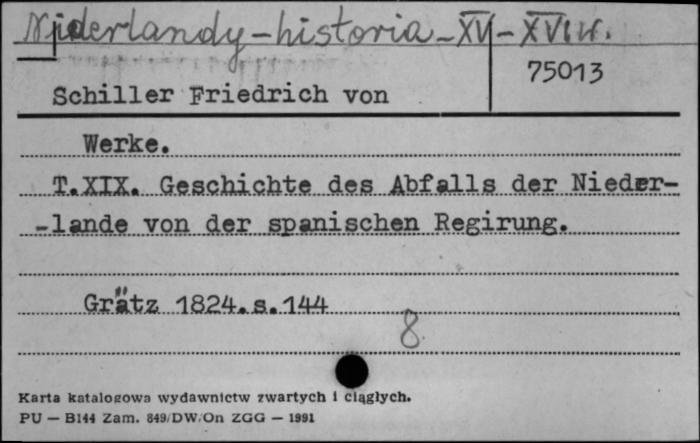 Niderlandy - historia - XV - XVI w.
75013
Schiller Friedrich von
Werke.
T.XIX. Geschichte des Abfalls der Nieder-
-lande von der spanischen Regirung.
Grätz 1824.s.144
8
Karta katalogowa wydawnictw zwartych i ciągłych.
PU — B144 Zam. 849/DW/On ZGG — 1991